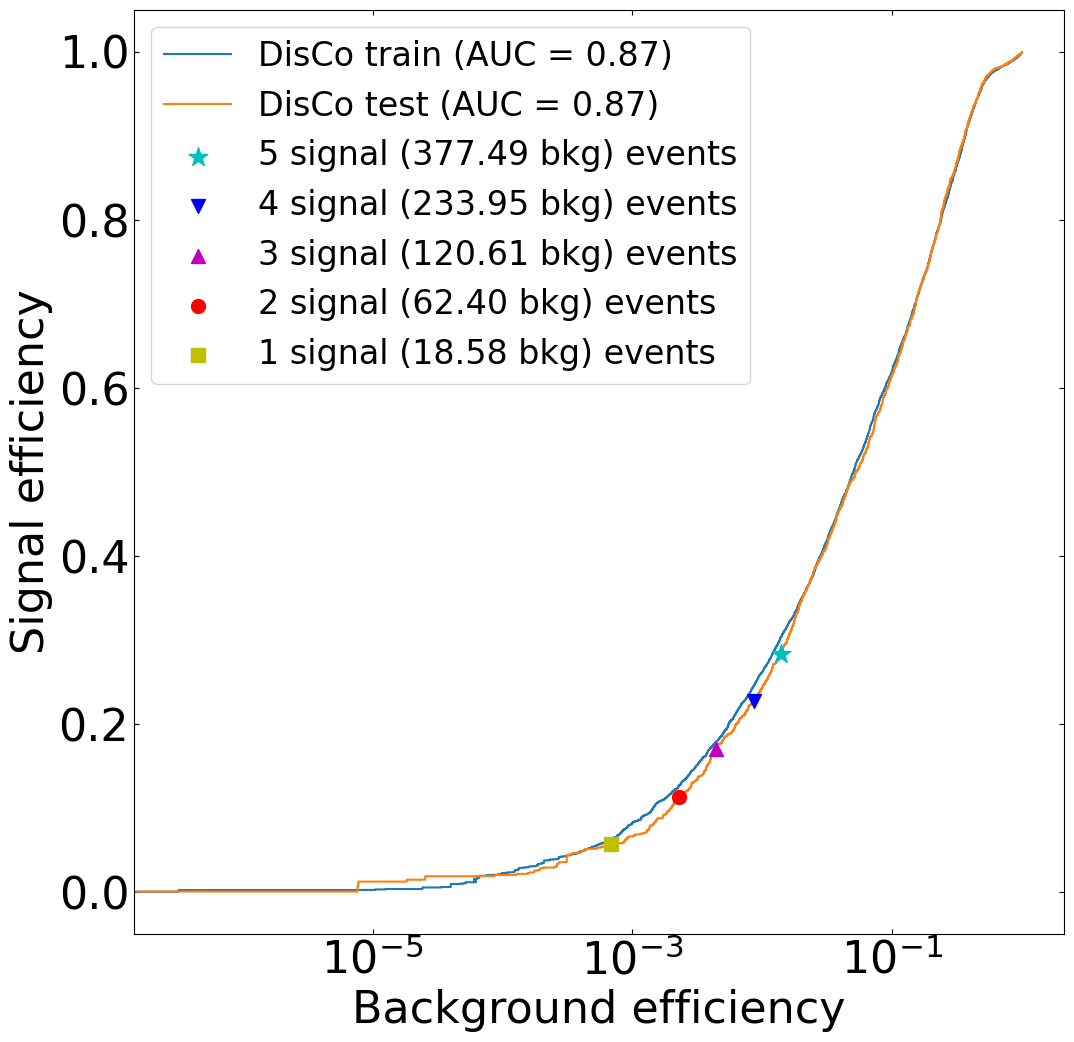 DisCo train (AUC = 0.87)
DisCo test (AUC = 0.87)
5 signal (377.49 bkg) events
4 signal (233.95 bkg) events
3 signal (120.61 bkg) events
2 signal (62.40 bkg) events
1 signal (18.58 bkg) events
1.0
0.8
0.6
0.4
0.2
0.0
Signal efficiency
10⁻⁵ 10⁻³ 10⁻¹
Background efficiency